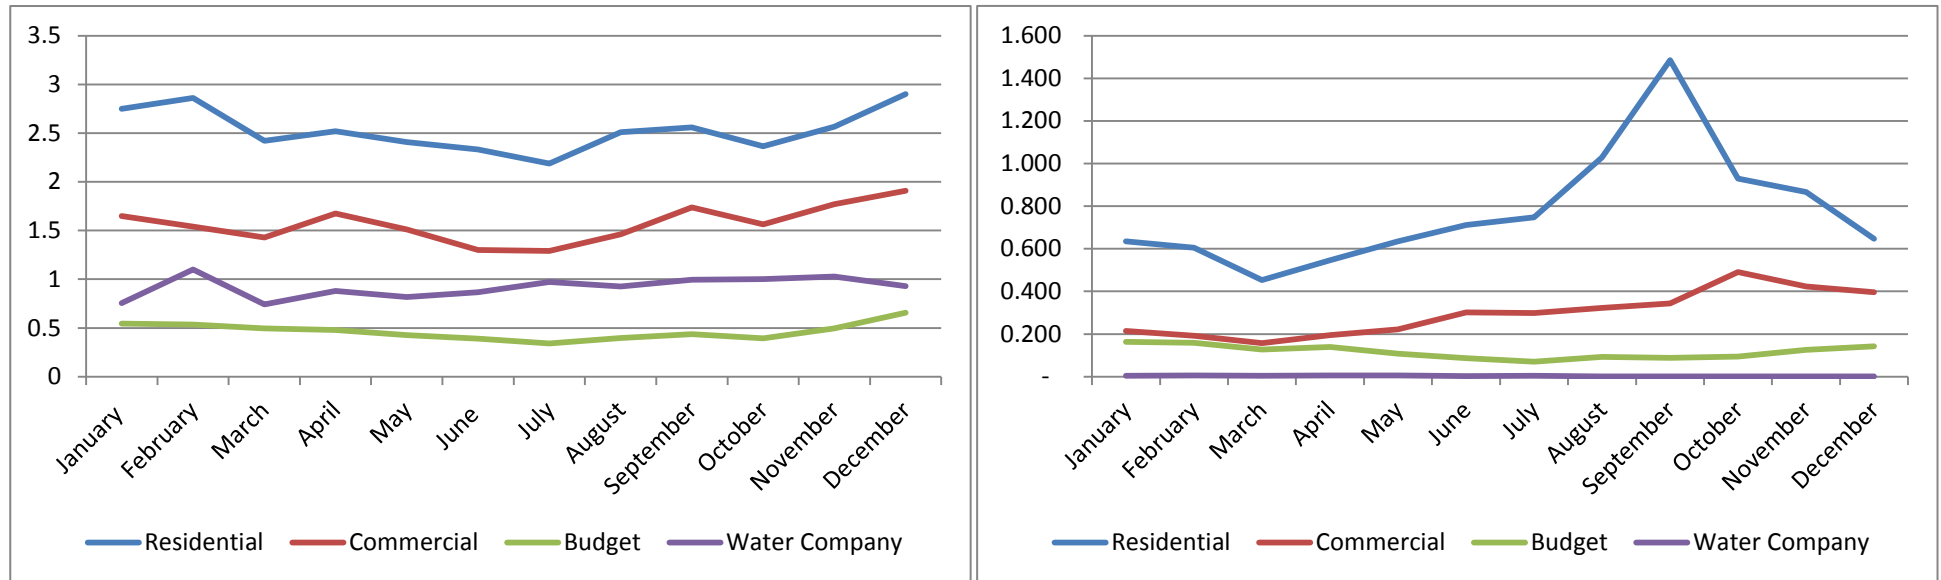 3.5
3
2.5
2
1.5
1
0.5
0
January
February
March
April
May
June
July
August
September
October
November
December
Residential Commercial Budget Water Company
1.600
1.400
1.200
1.000
0.800
0.600
0.400
0.200
-
January
February
March
April
May
June
July
August
September
October
November
December
Residential Commercial Budget Water Company